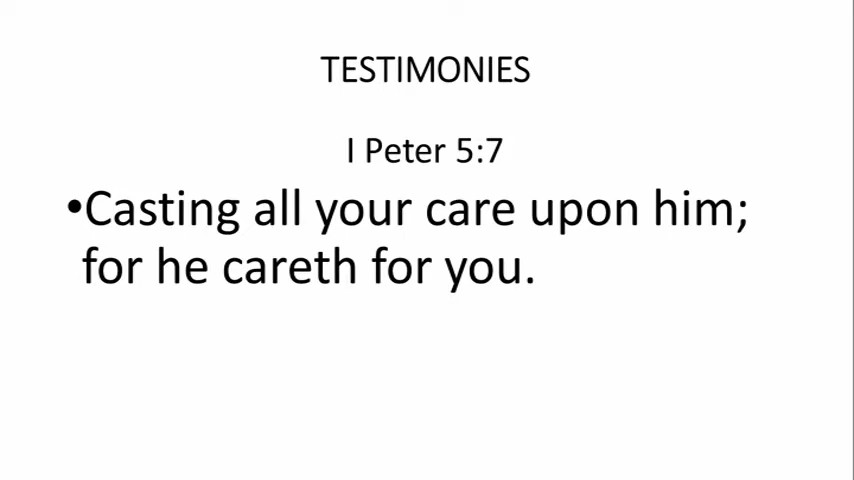 TESTIMONIES
I Peter 5:7
•Casting all your care upon him;
for he careth for you.